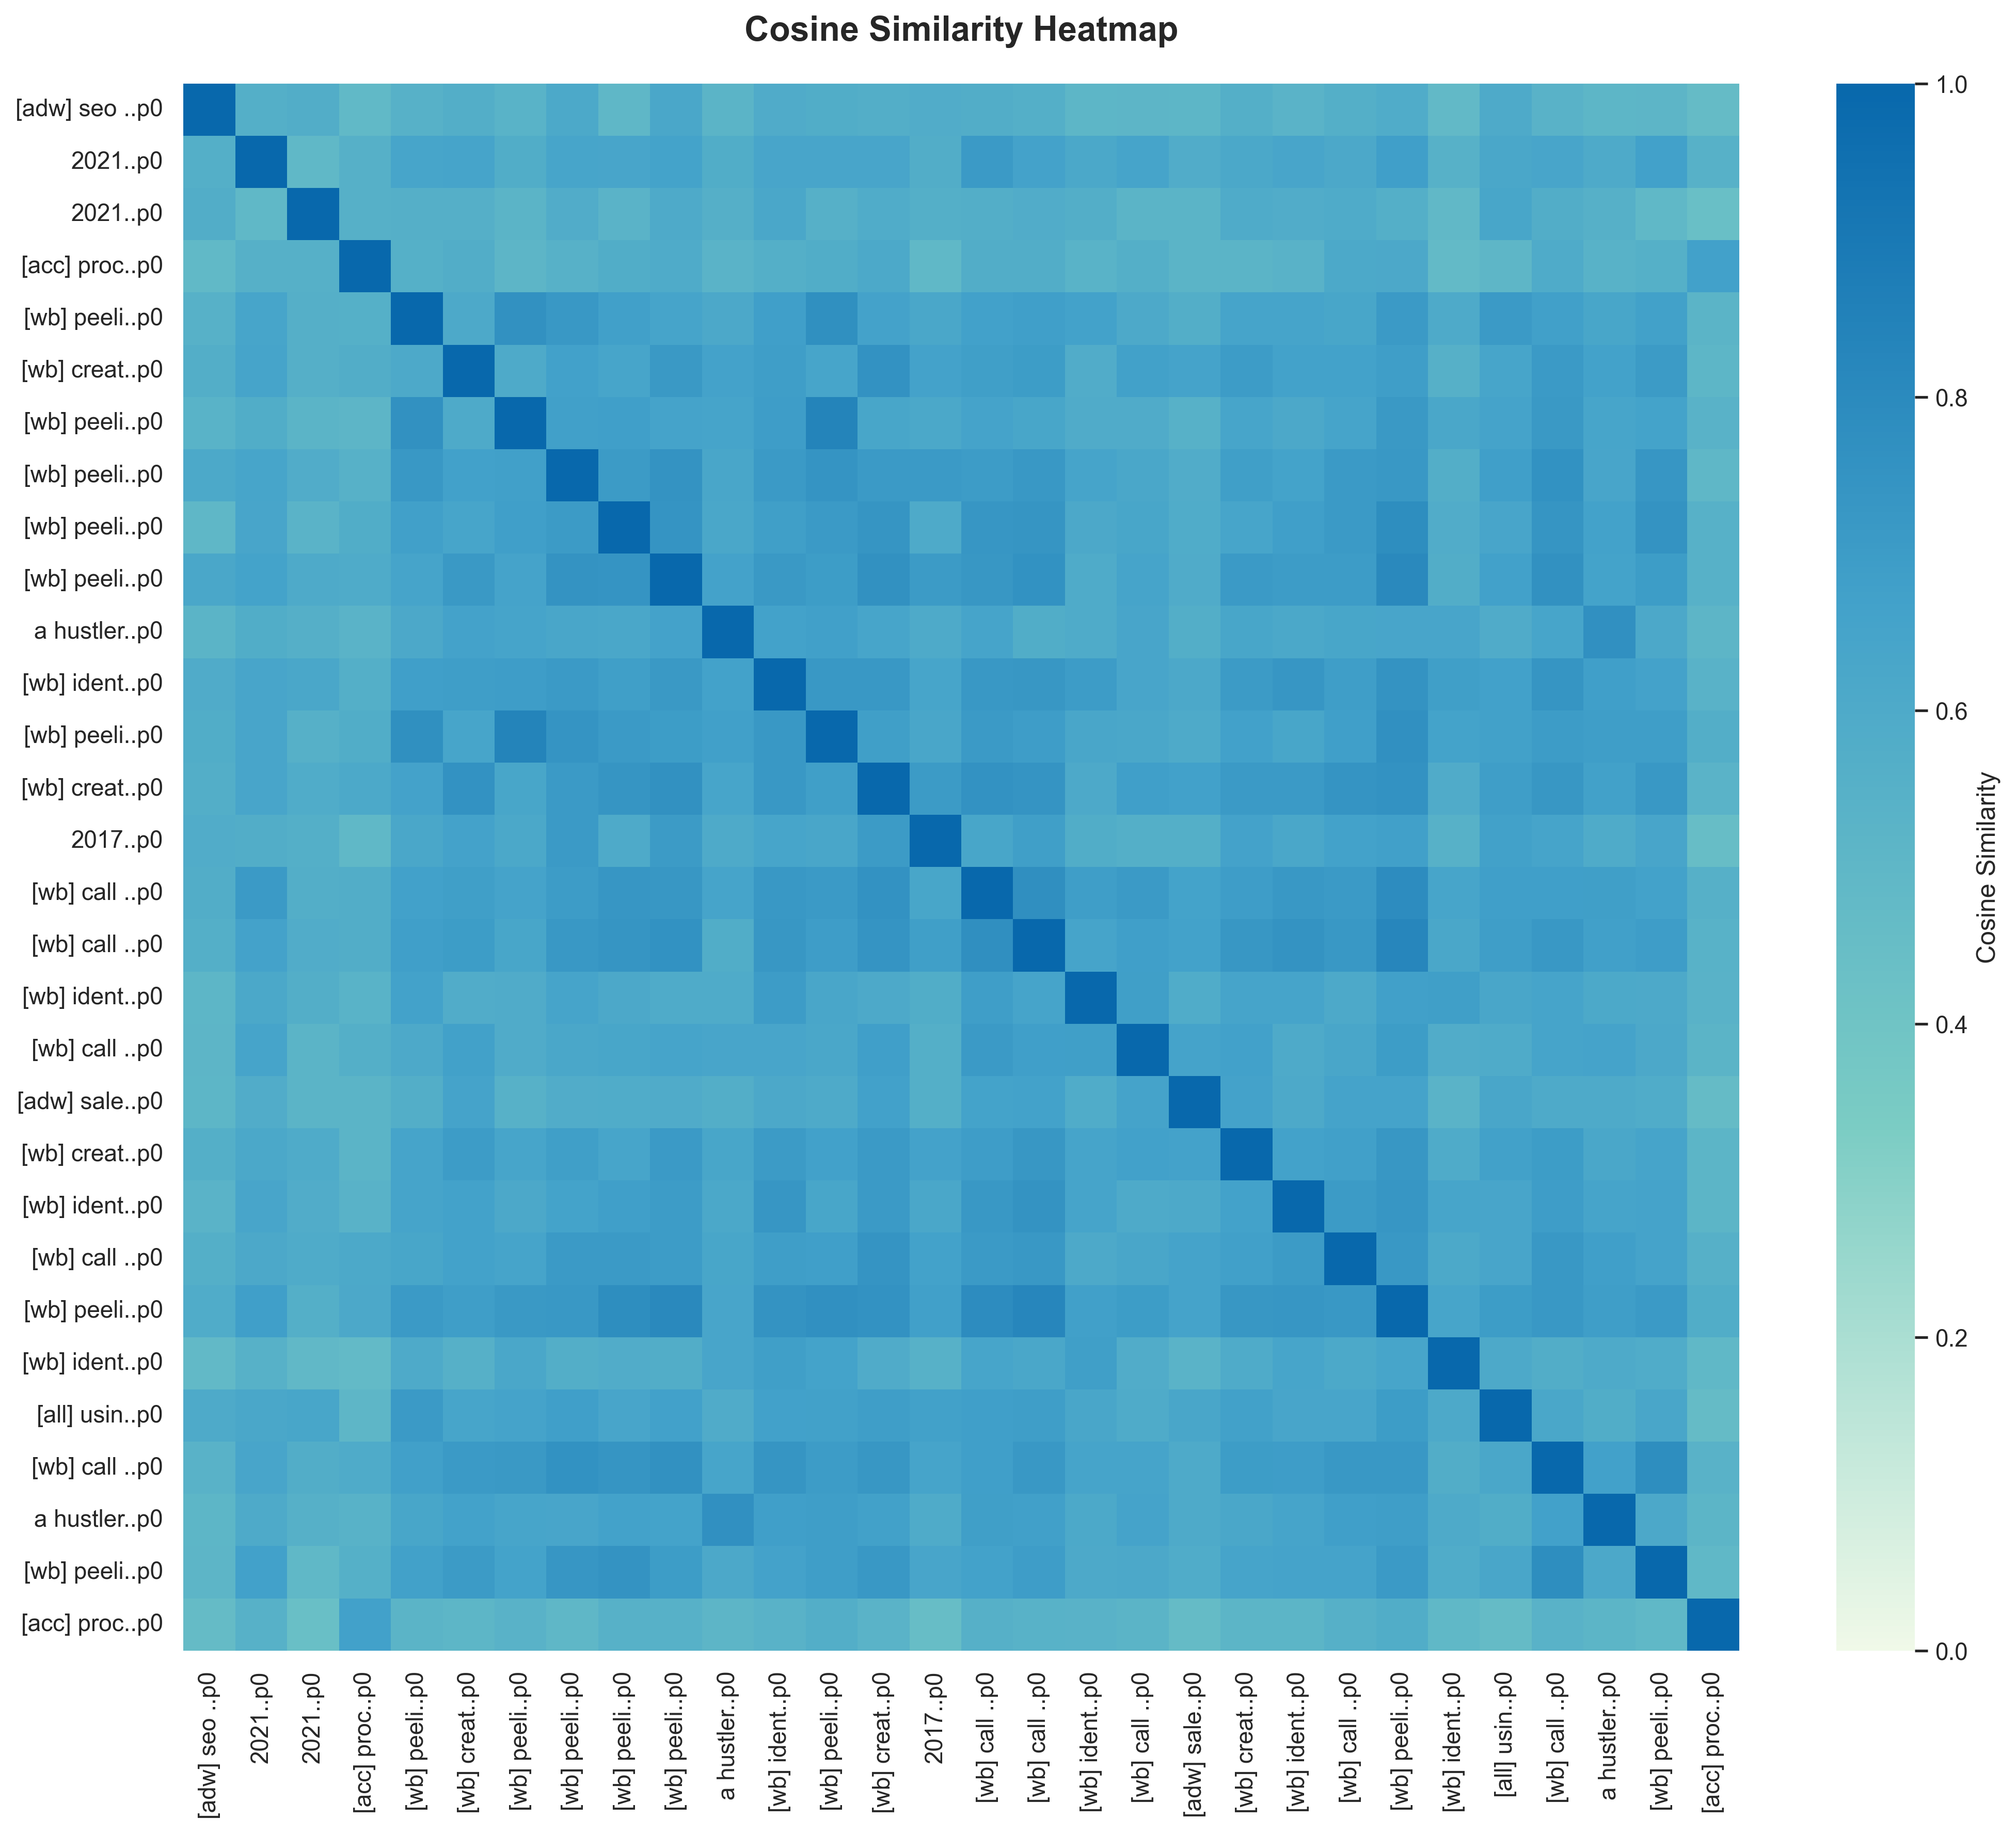 Cosine Similarity Heatmap
[adw] seo ..p0
2021..p0
2021..p0
[acc] proc..p0
[wb] peeli..p0
[wb] creat..p0
[wb] peeli..p0
[wb] peeli..p0
[wb] peeli..p0
[wb] peeli..p0
a hustler..p0
[wb] ident..p0
[wb] peeli..p0
[wb] creat..p0
2017..p0
[wb] call ..p0
[wb] call ..p0
[wb] ident..p0
[wb] call ..p0
[adw] sale..p0
[wb] creat..p0
[wb] ident..p0
[wb] call ..p0
[wb] peeli..p0
[wb] ident..p0
[all] usin..p0
[wb] call ..p0
a hustler..p0
[wb] peeli..p0
[acc] proc..p0
[adw] seo ..p0
2021..p0
2021..p0
[acc] proc..p0
[wb] peeli..p0
[wb] creat..p0
[wb] peeli..p0
[wb] peeli..p0
[wb] peeli..p0
[wb] peeli..p0
a hustler..p0
[wb] ident..p0
[wb] peeli..p0
[wb] creat..p0
2017..p0
[wb] call ..p0
[wb] call ..p0
[wb] ident..p0
[wb] call ..p0
[adw] sale..p0
[wb] creat..p0
[wb] ident..p0
[wb] call ..p0
[wb] peeli..p0
[wb] ident..p0
[all] usin..p0
[wb] call ..p0
a hustler..p0
[wb] peeli..p0
[acc] proc..p0
1.0
0.8
0.6
0.4
0.2
0.0
Cosine Similarity